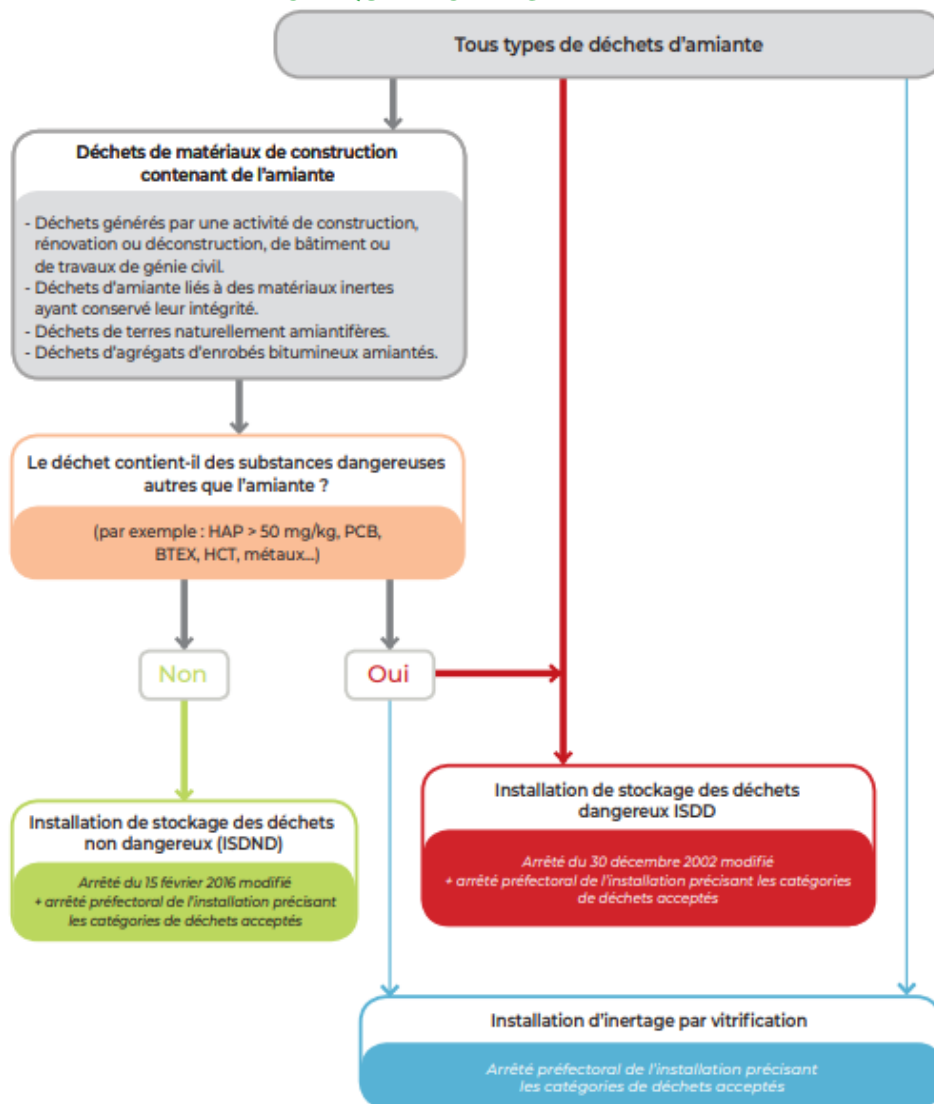 Tous types de déchets d'amiante
Déchets de matériaux de construction
contenant de l'amiante
- Déchets générés par une activité de construction,
rénovation ou déconstruction, de bâtiment ou
de travaux de génie civil.
- Déchets d'amiante liés à des matériaux inertes
ayant conservé leur intégrité.
- Déchets de terres naturellement amiantifères.
- Déchets d'agrégats d'enrobés bitumineux amiantés.
Le déchet contient-il des substances dangereuses
autres que l'amiante ?
(par exemple : HAP > 50 mg/kg, PCB,
BTEX, HCT, métaux...)
Non
Oui
Installation de stockage des déchets
dangereux ISDD
Arrêté du 30 décembre 2002 modifié
+ arrêté préfectoral de l'installation précisant les catégories
de déchets acceptés
Installation de stockage des déchets
non dangereux (ISDND)
Arrêté du 15 février 2016 modifié
+ arrêté préfectoral de l'installation précisant
les catégories de déchets acceptés
Installation d'inertage par vitrification
Arrêté préfectoral de l'installation précisant
les catégories de déchets acceptés